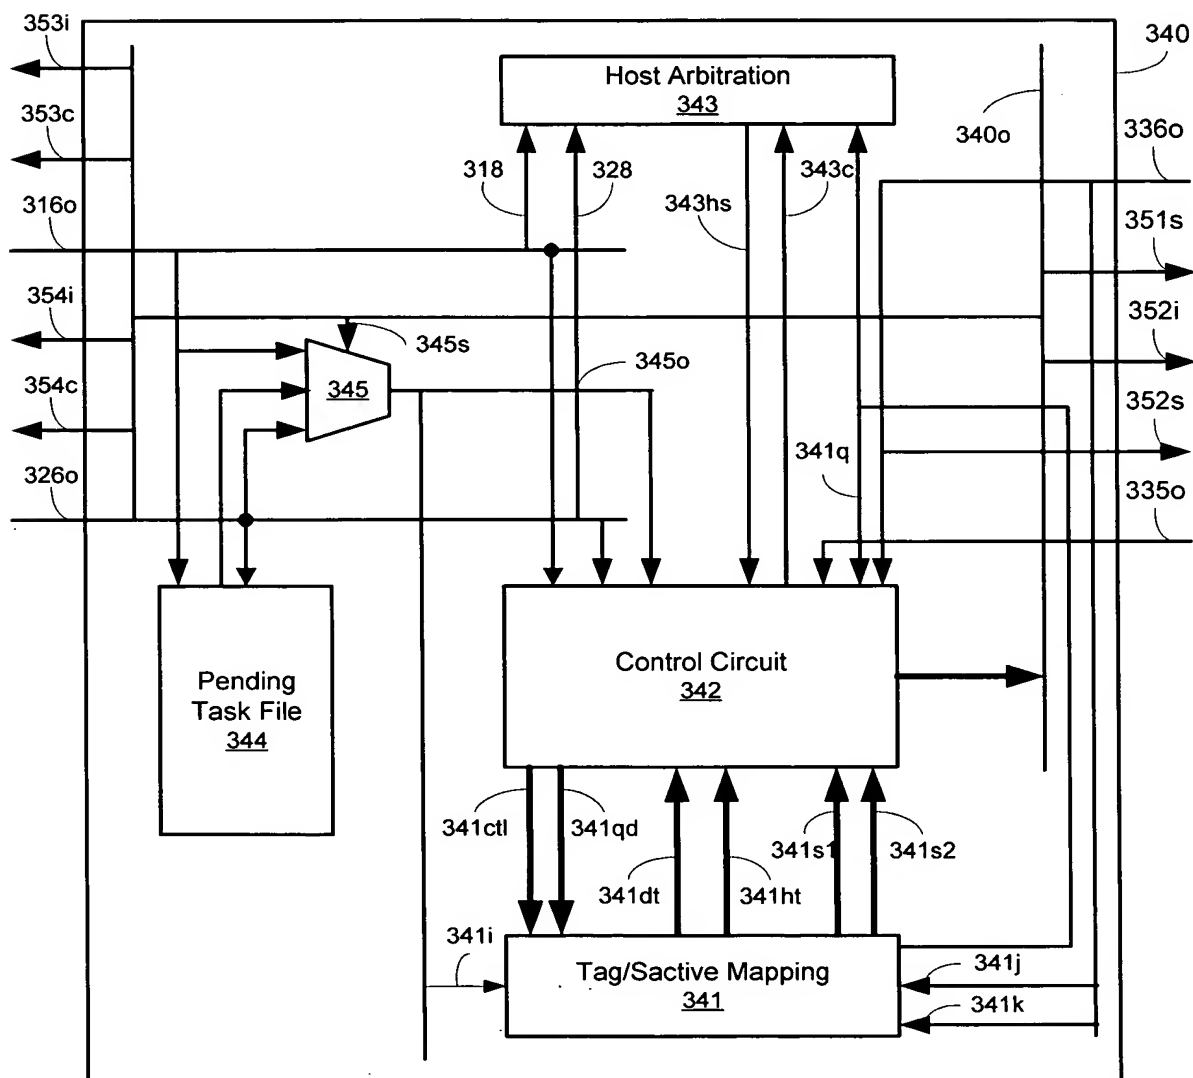 353i
340
Host Arbitration
343
353c
340o
336o
318
328
343c
316o
343hs
351s
354i
352i
345s
345o
345
354c
352s
341q
326o
335o
Control Circuit
342
Pending
Task File
344
341ctl
341qd
341s1
341s2
341dt
341ht
341i
Tag/Sactive Mapping
341
341j
341k